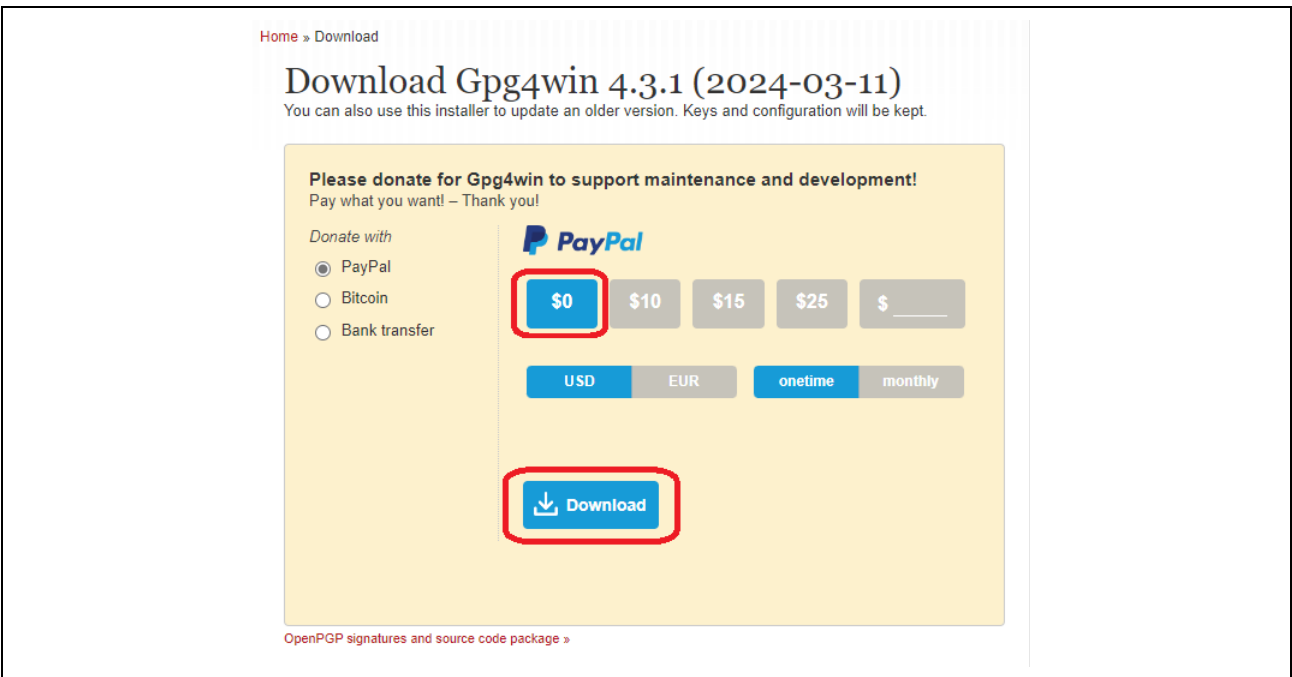 Home » Download
Download Gpg4win 4.3.1 (2024-03-11)
You can also use this installer to update an older version. Keys and configuration will be kept.
Please donate for Gpg4win to support maintenance and development!
Pay what you want! – Thank you!
Donate with
PayPal
PayPal
Bitcoin
Bank transfer
$0 $10 $15 $25 $ _____
USD EUR onetime monthly
Download
OpenPGP signatures and source code package »